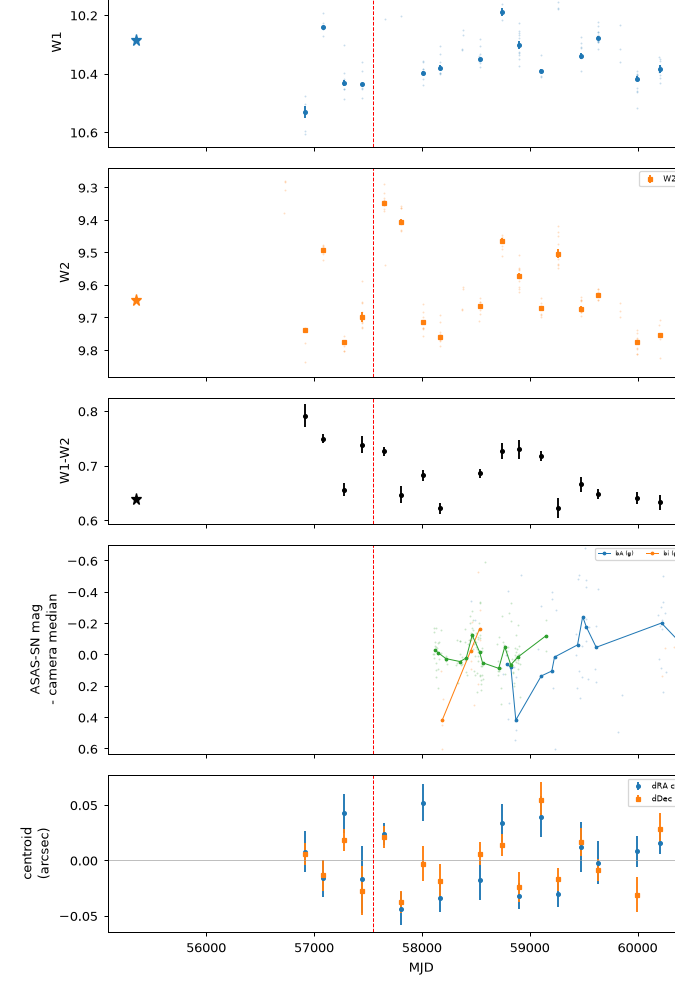 10.2
10.4
10.6
W1
9.3
9.4
9.5
9.6
9.7
9.8
W2
W2
0.8
0.7
0.6
W1-W2
−0.6
−0.4
−0.2
0.0
0.2
0.4
0.6
ASAS-SN mag
- camera median
bA (g)
bi (g
0.05
0.00
−0.05
centroid
(arcsec)
dRA c
dDec
56000
57000
58000
59000
60000
MJD